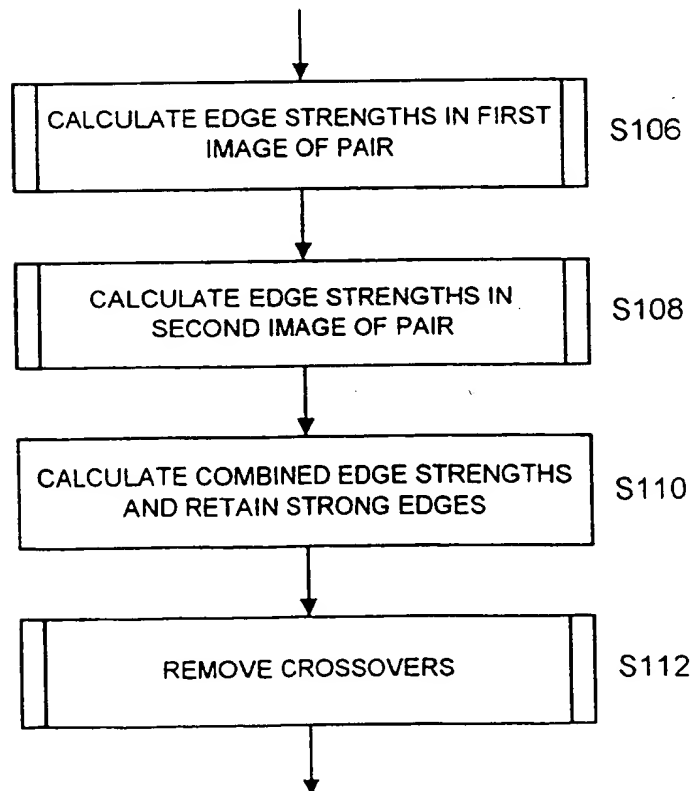 CALCULATE EDGE STRENGTHS IN FIRST
IMAGE OF PAIR
S106
CALCULATE EDGE STRENGTHS IN
SECOND IMAGE OF PAIR
S108
CALCULATE COMBINED EDGE STRENGTHS
AND RETAIN STRONG EDGES
S110
REMOVE CROSSOVERS
S112